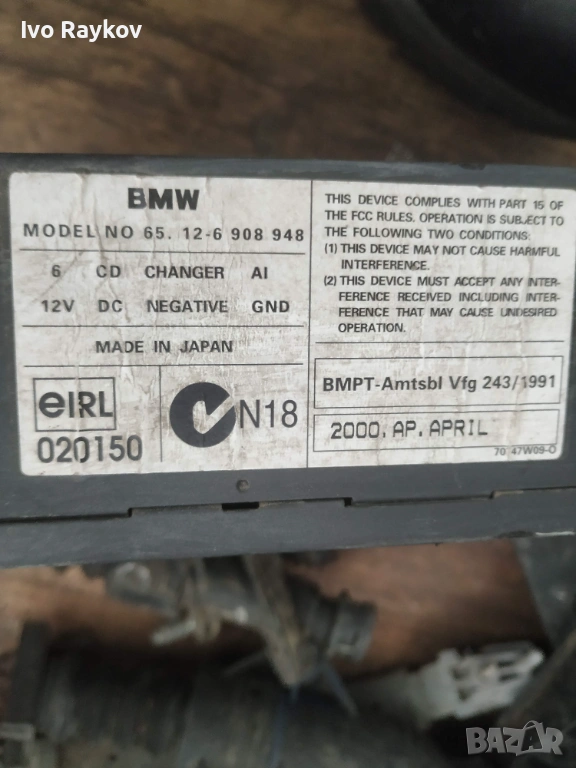 Ivo Raykov
BMW
MODEL NO 65. 12-6 908 948
6 CD CHANGER AI
12V DC NEGATIVE GND
MADE IN JAPAN
eIRL
020150
N18
THIS DEVICE COMPLIES WITH PART 15 OF
THE FCC RULES. OPERATION IS SUBJECT TO
THE FOLLOWING TWO CONDITIONS:
(1) THIS DEVICE MAY NOT CAUSE HARMFUL
INTERFERENCE.
(2) THIS DEVICE MUST ACCEPT ANY INTER-
FERENCE RECEIVED INCLUDING INTER-
FERENCE THAT MAY CAUSE UNDESIRED
OPERATION.
BMPT-Amtsbl Vfg 243/1991
2000. AP. APRIL
70 47W09-O
BAZAR